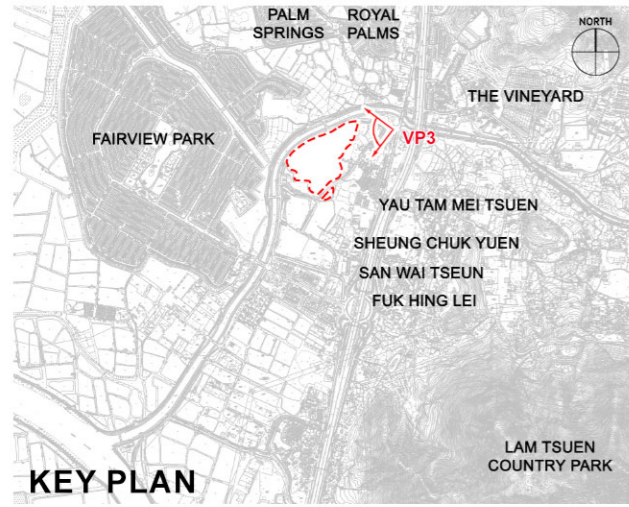 PALM
SPRINGS
ROYAL
PALMS
NORTH
THE VINEYARD
FAIRVIEW PARK
VP3
YAU TAM MEI TSUEN
SHEUNG CHUK YUEN
SAN WAI TSEUN
FUK HING LEI
LAM TSUEN
COUNTRY PARK
KEY PLAN